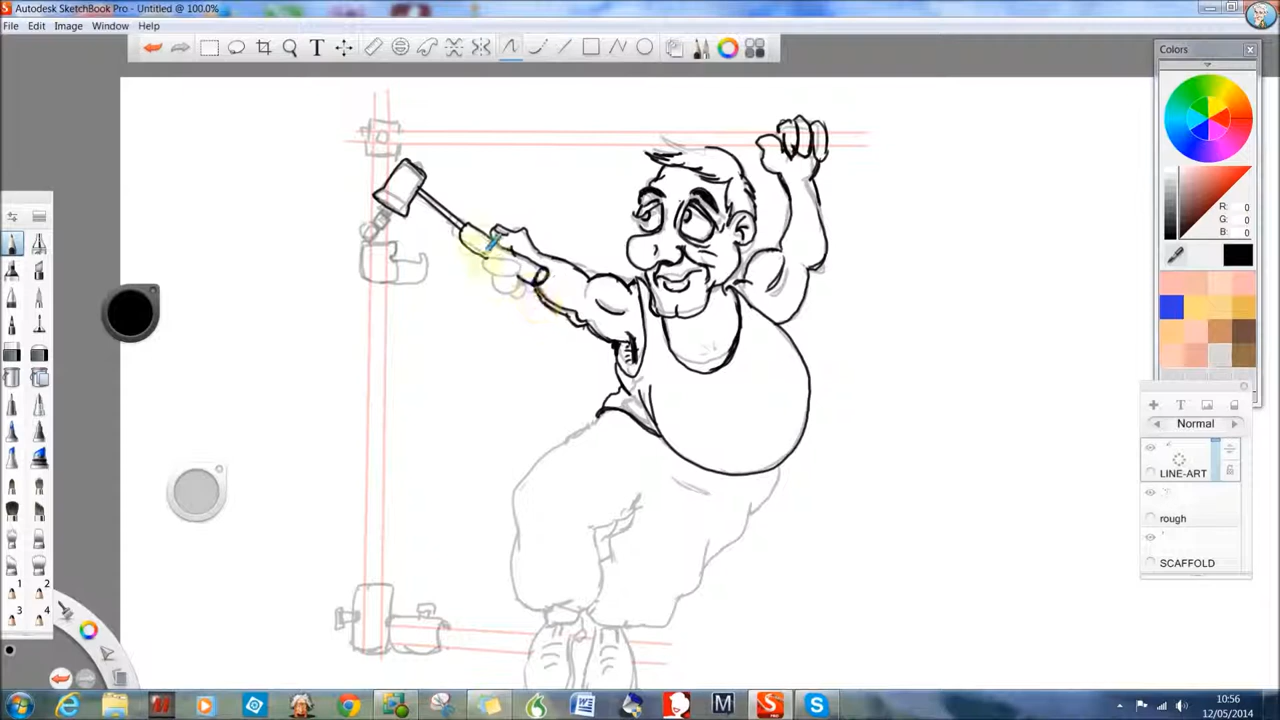 Autodesk SketchBook Pro - Untitled @ 100.0%
File Edit Image Window Help
T
Colors
R: 0
G: 0
B: 0
T
Normal
LINE-ART
rough
SCAFFOLD
1 2
3 4
W
M
S
10:56
12/05/2014